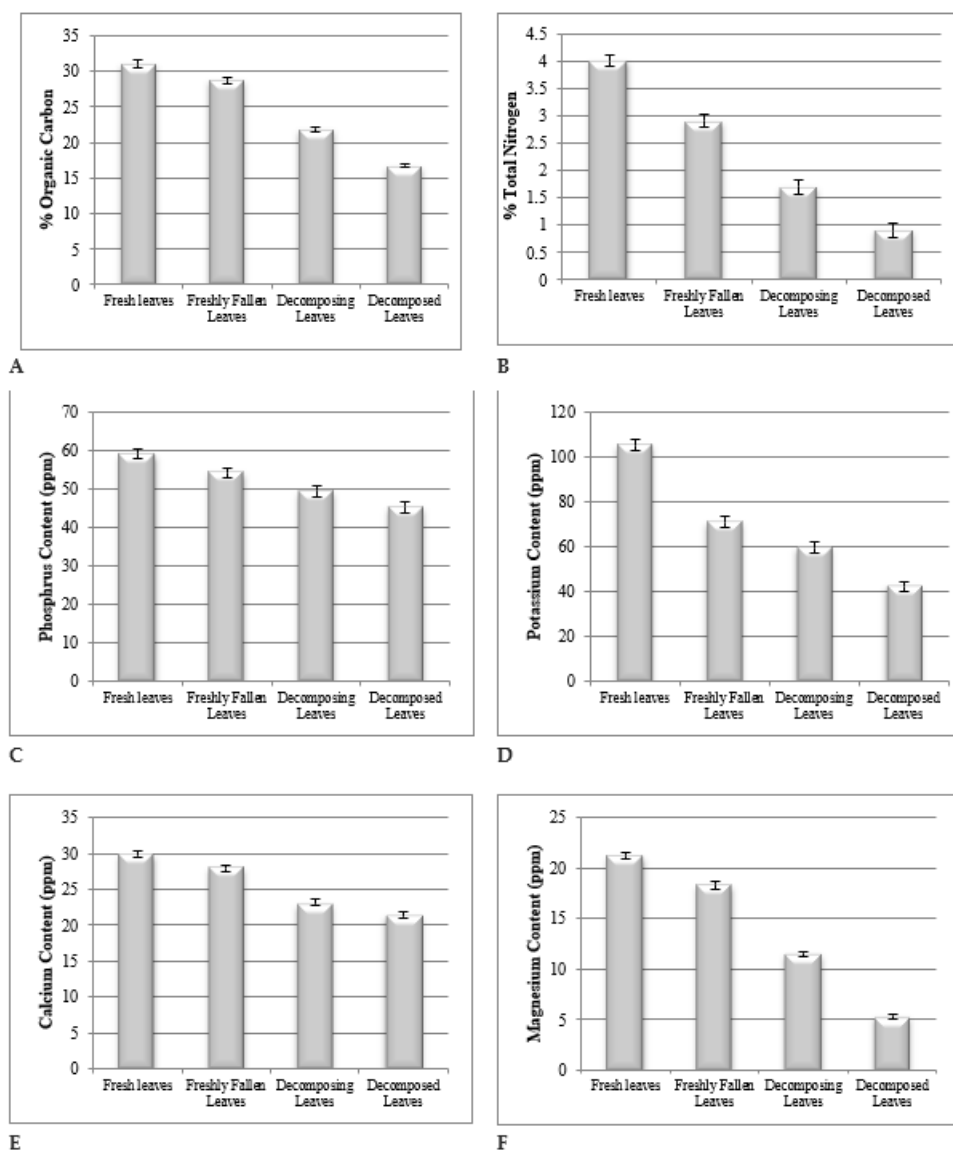 % Organic Carbon
35
30
25
20
15
10
5
0
Fresh leaves
Freshly Fallen
Leaves
Decomposing
Leaves
Decomposed
Leaves
A
% Total Nitrogen
4.5
4
3.5
3
2.5
2
1.5
1
0.5
0
Fresh leaves
Freshly Fallen
Leaves
Decomposing
Leaves
Decomposed
Leaves
B
Phosphrus Content (ppm)
70
60
50
40
30
20
10
0
Fresh leaves
Freshly Fallen
Leaves
Decomposing
Leaves
Decomposed
Leaves
C
Potassium Content (ppm)
120
100
80
60
40
20
0
Fresh leaves
Freshly Fallen
Leaves
Decomposing
Leaves
Decomposed
Leaves
D
Calcium Content (ppm)
35
30
25
20
15
10
5
0
Fresh leaves
Freshly Fallen
Leaves
Decomposing
Leaves
Decomposed
Leaves
E
Magnesium Content (ppm)
25
20
15
10
5
0
Fresh leaves
Freshly Fallen
Leaves
Decomposing
Leaves
Decomposed
Leaves
F